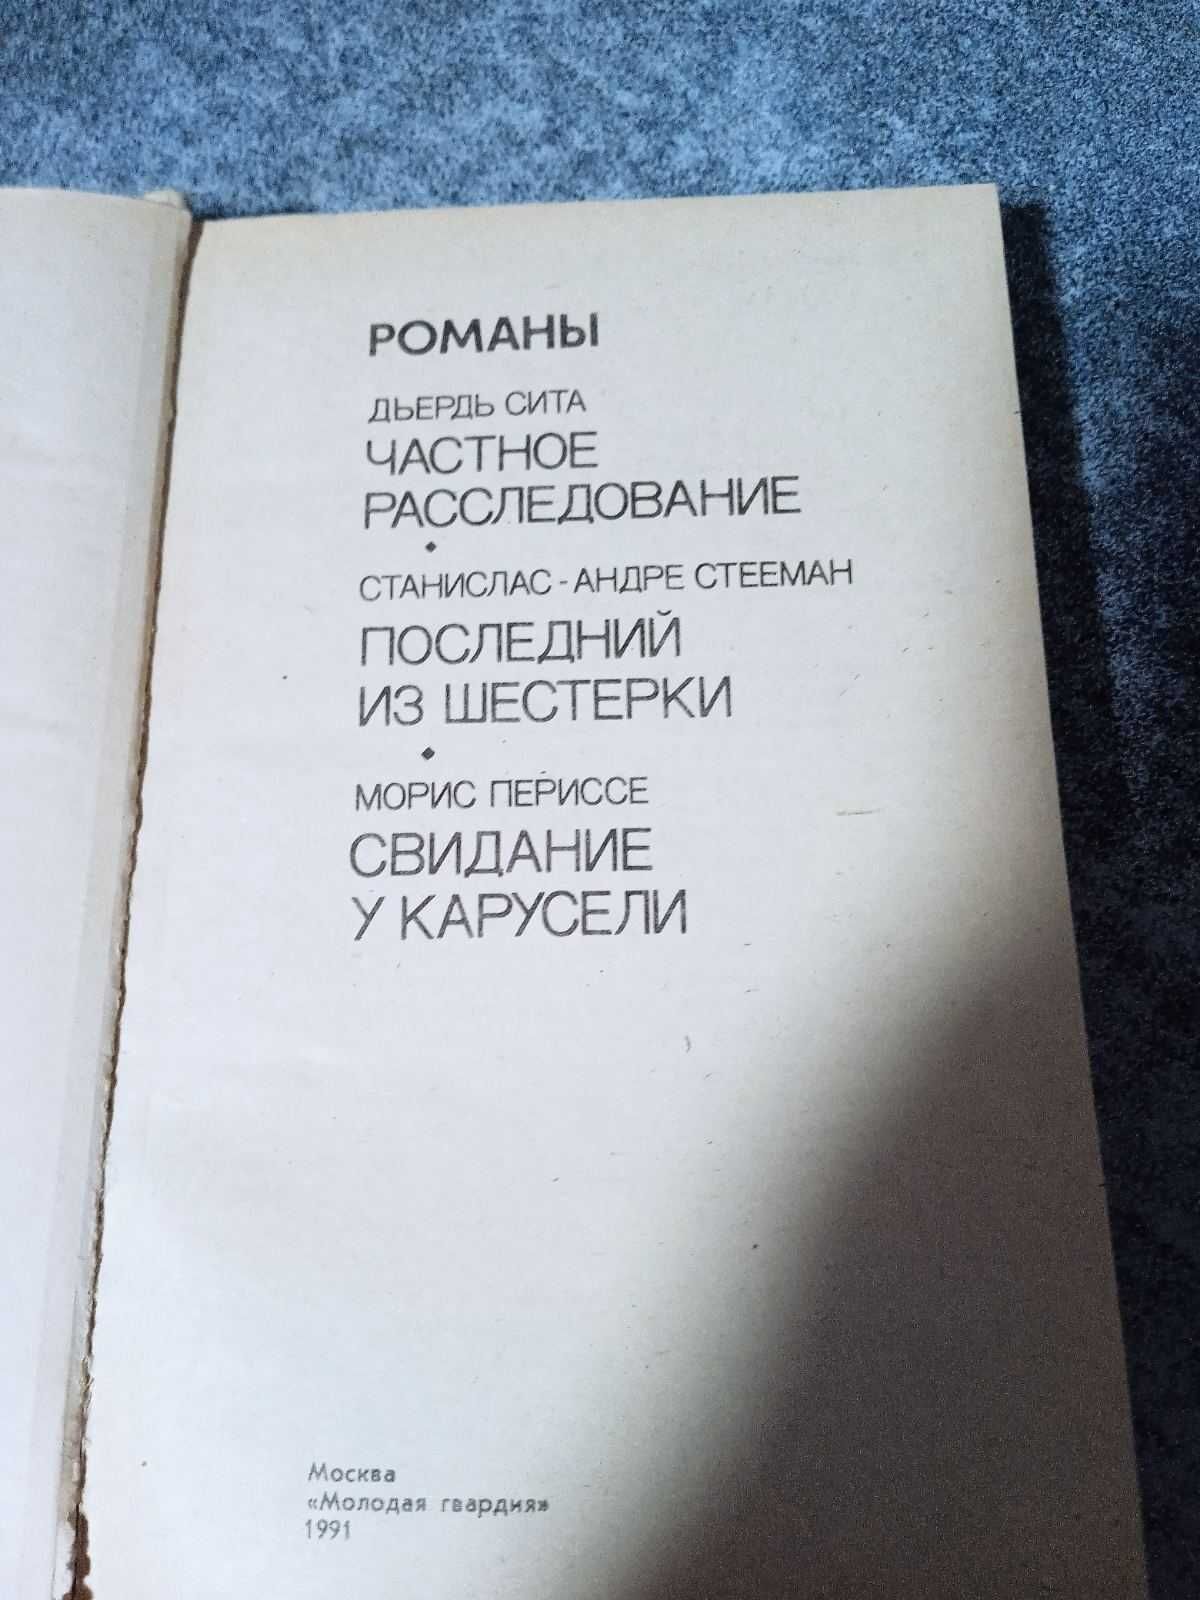 РОМАНЫ
ДЬЕРДЬ СИТА
ЧАСТНОЕ
РАССЛЕДОВАНИЕ
СТАНИСЛАС-АНДРЕ СТЕЕМАН
ПОСЛЕДНИЙ
ИЗ ШЕСТЕРКИ
МОРИС ПЕРИССЕ
СВИДАНИЕ
У КАРУСЕЛИ
Москва
«Молодая гвардия»
1991